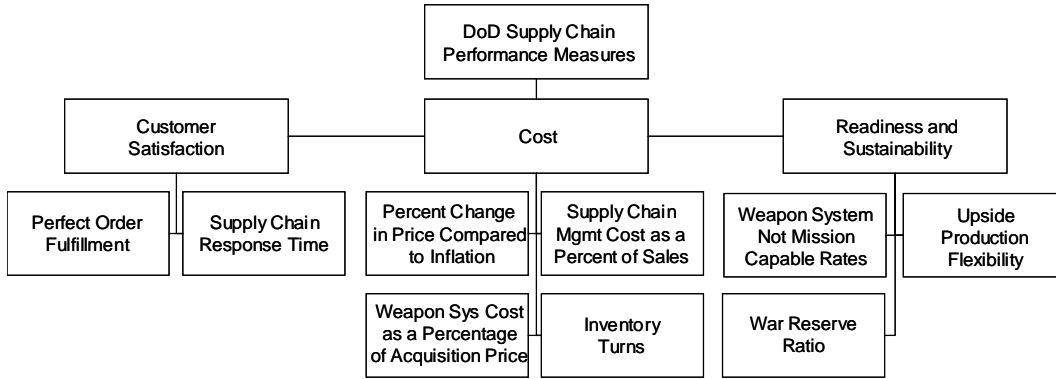 DoD Supply Chain
Performance Measures
Customer
Satisfaction
Cost
Readiness and
Sustainability
Perfect Order
Fulfillment
Supply Chain
Response Time
Percent Change
in Price Compared
to Inflation
Supply Chain
Mgmt Cost as a
Percent of Sales
Weapon System
Not Mission
Capable Rates
Upside
Production
Flexibility
Weapon Sys Cost
as a Percentage
of Acquisition Price
Inventory
Turns
War Reserve
Ratio